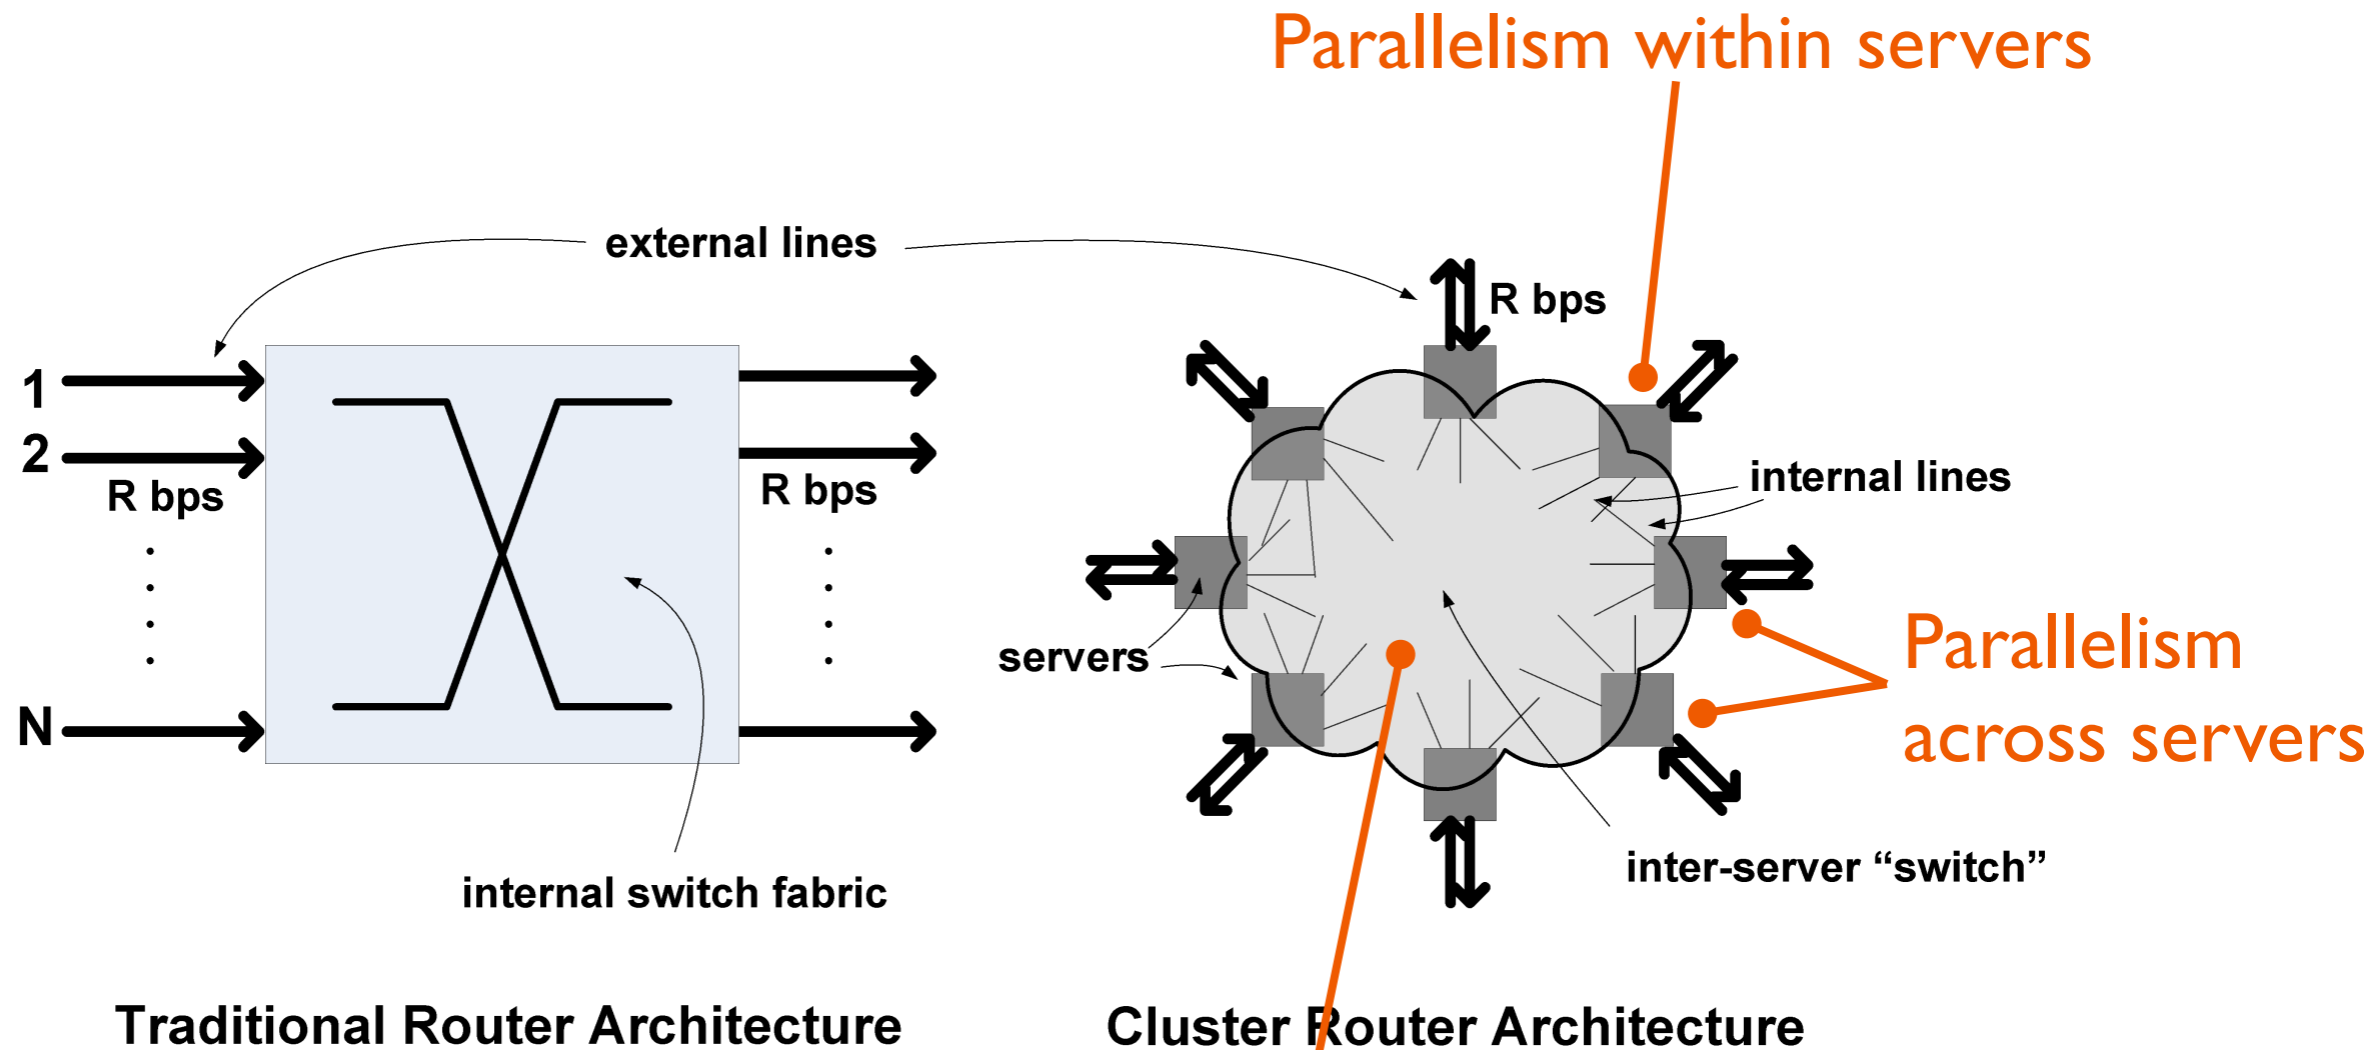 Parallelism within servers
external lines
R bps
1
2
R bps
R bps
internal lines
servers
Parallelism
across servers
N
inter-server “switch”
internal switch fabric
Traditional Router Architecture
Cluster Router Architecture